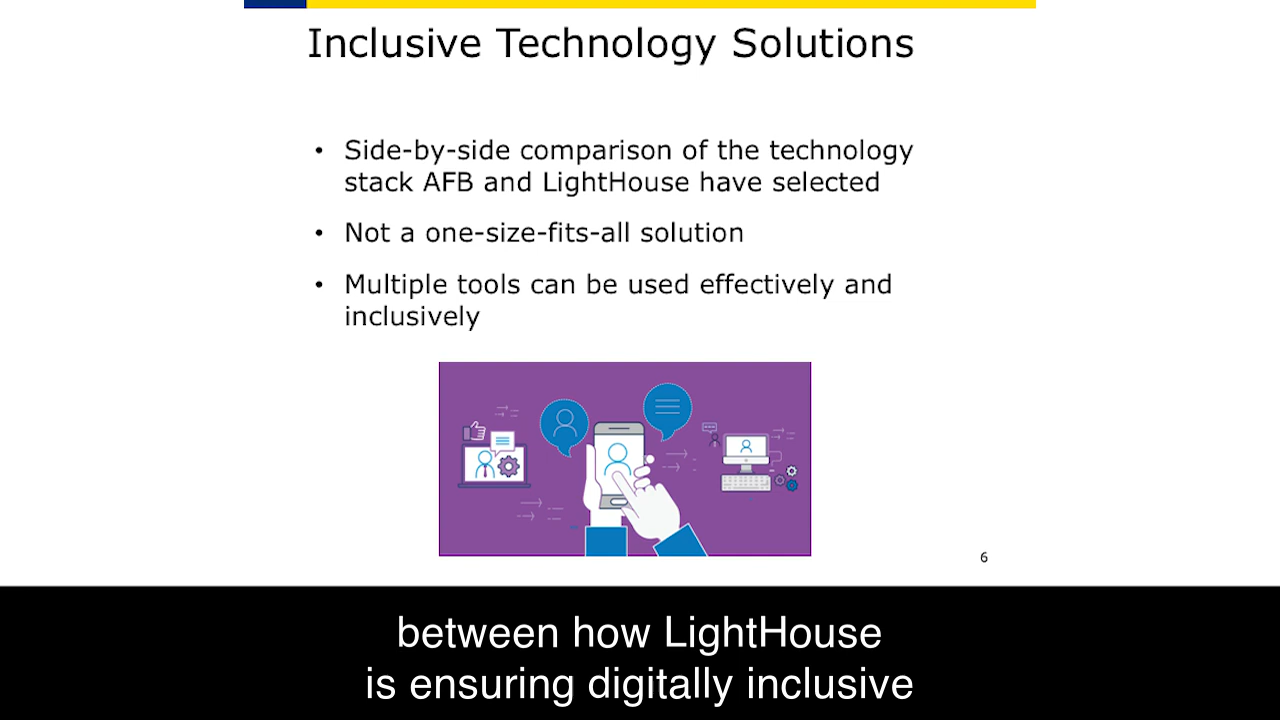 Inclusive Technology Solutions
• Side-by-side comparison of the technology
stack AFB and LightHouse have selected
• Not a one-size-fits-all solution
• Multiple tools can be used effectively and
inclusively
6
between how LightHouse
is ensuring digitally inclusive